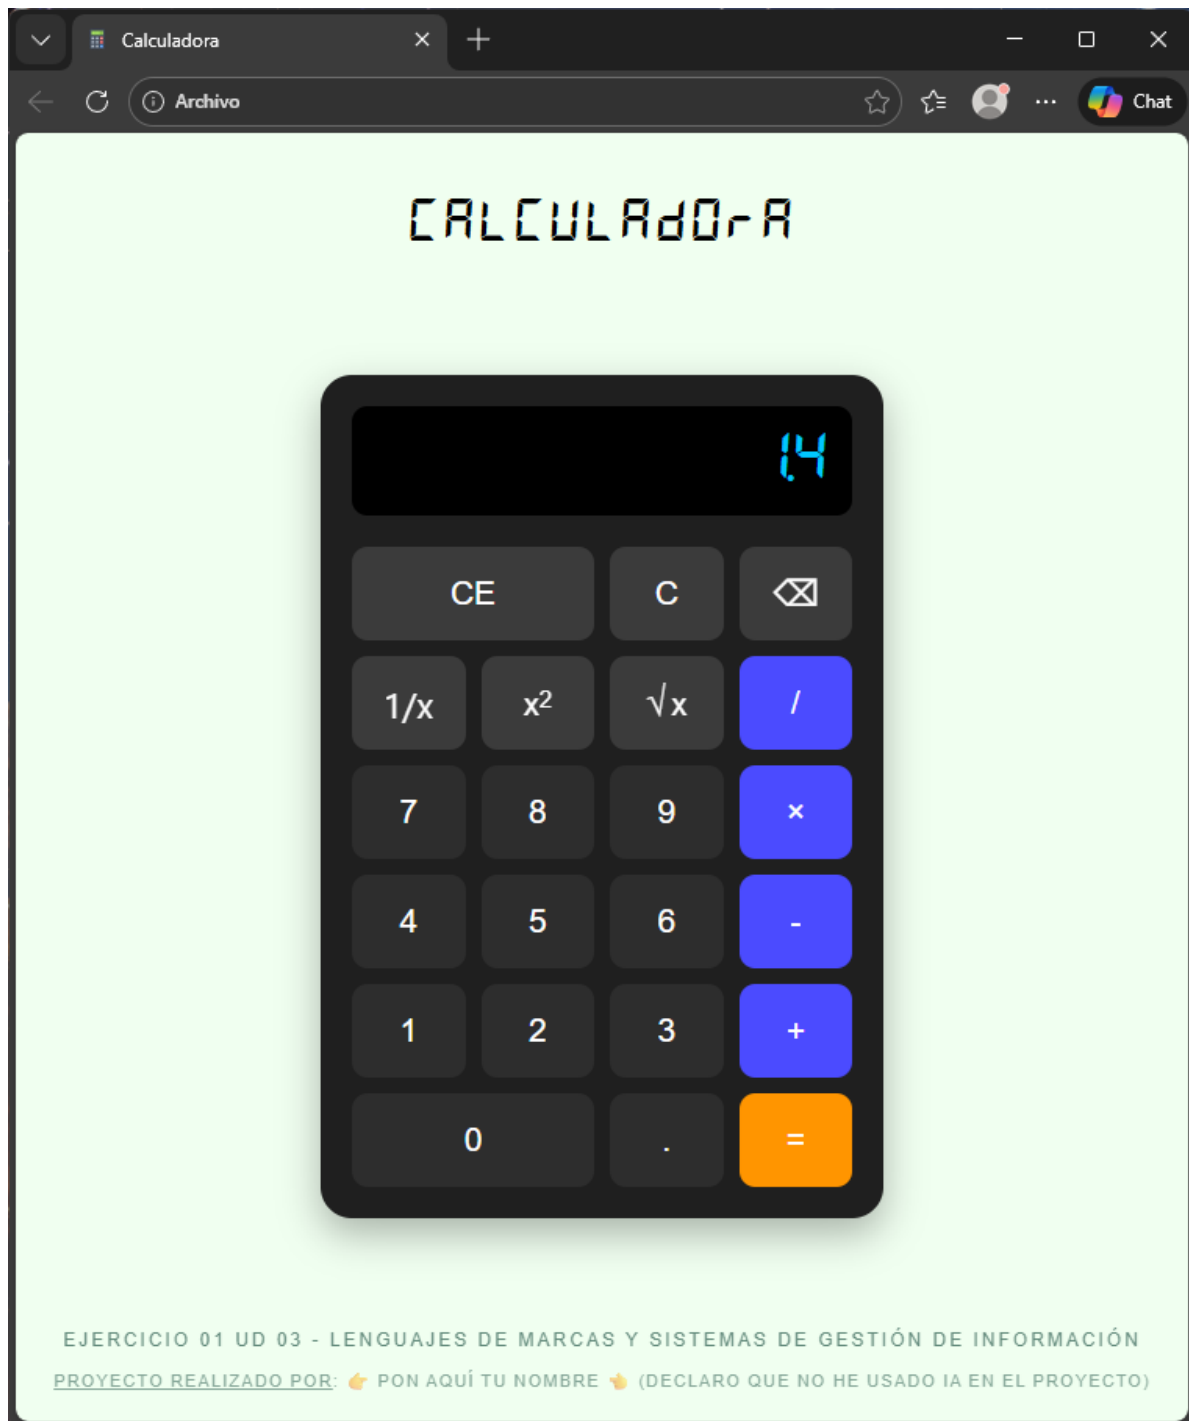 Calculadora
Archivo
Chat
CALCULAdOrA
1.4
CE C ⌫
1/x x² √x /
7 8 9 ×
4 5 6 -
1 2 3 +
0 . =
EJERCICIO 01 UD 03 - LENGUAJES DE MARCAS Y SISTEMAS DE GESTIÓN DE INFORMACIÓN
PROYECTO REALIZADO POR: 👉 PON AQUÍ TU NOMBRE 👈 (DECLARO QUE NO HE USADO IA EN EL PROYECTO)